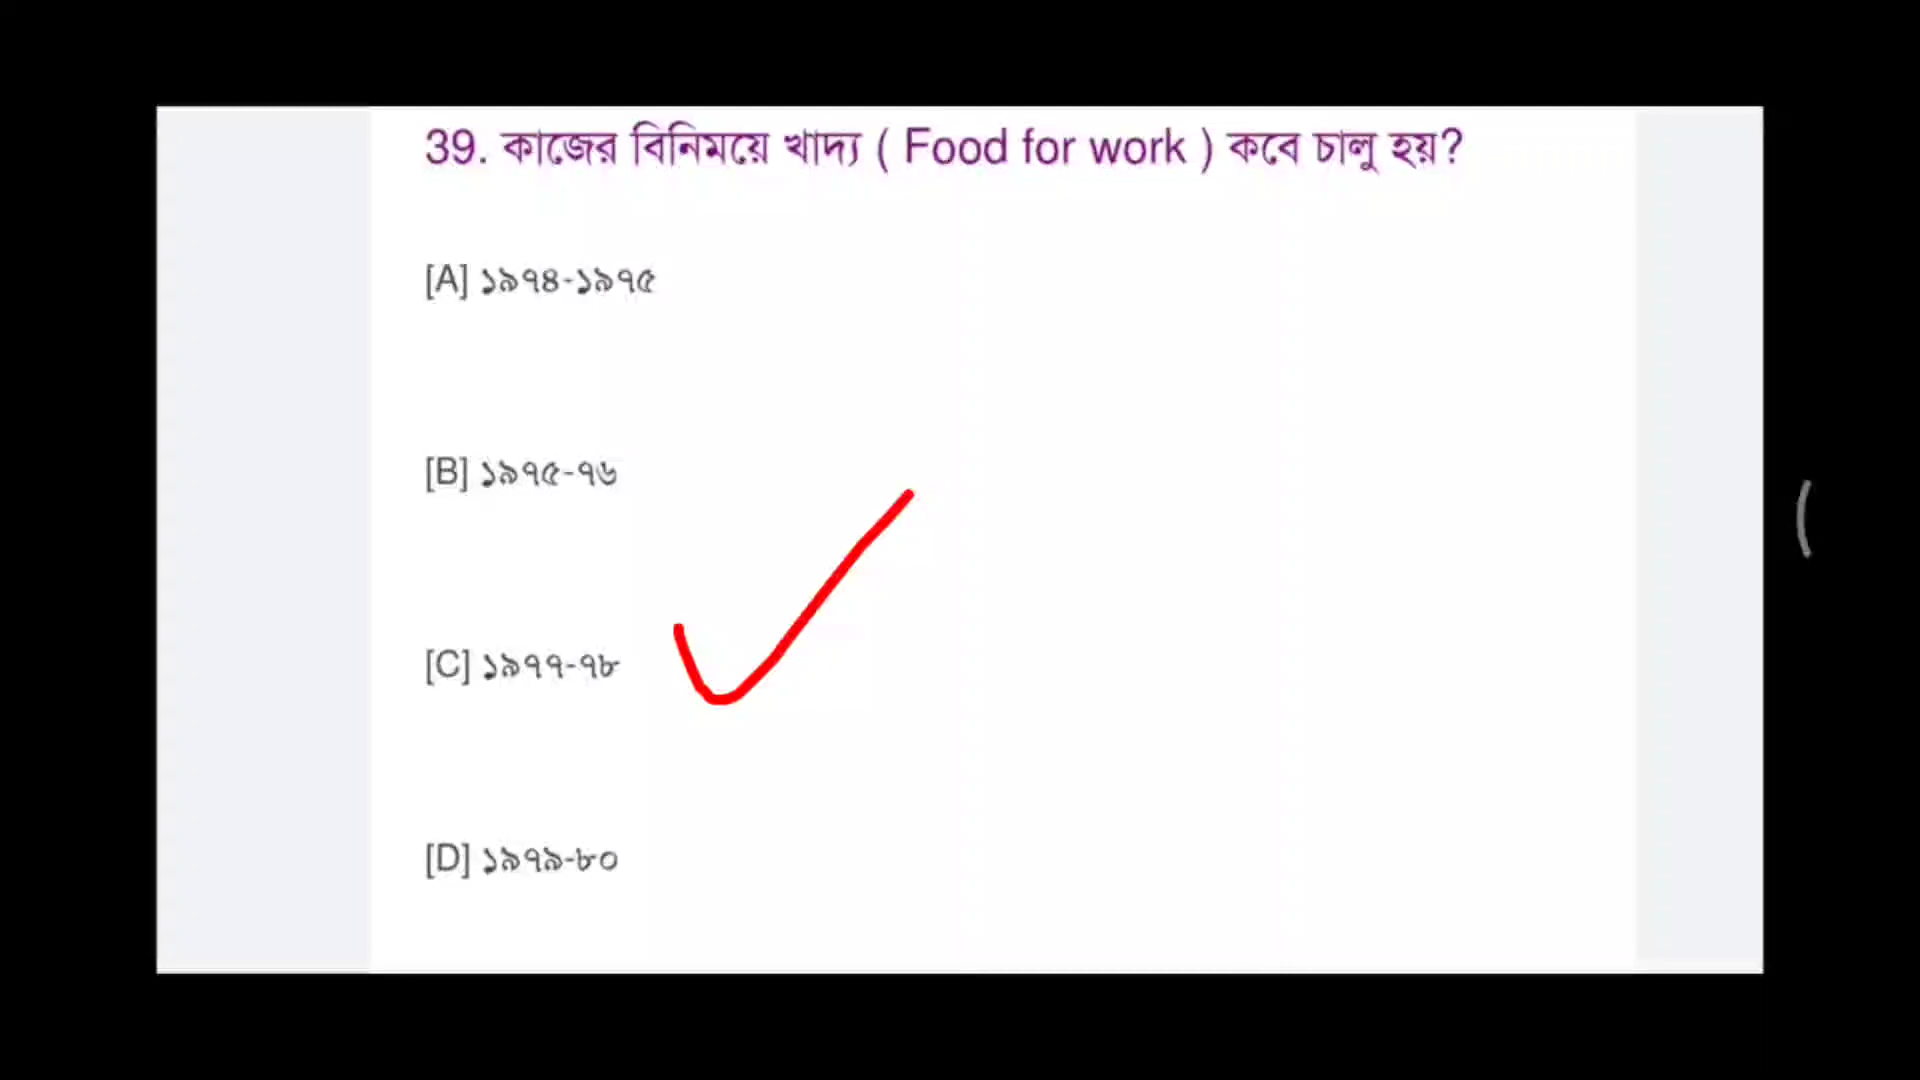 39. কাজের বিনিময়ে খাদ্য ( Food for work ) কবে চালু হয়?
[A] ১৯৭৪-১৯৭৫
[B] ১৯৭৫-৭৬
[C] ১৯৭৭-৭৮
[D] ১৯৭৯-৮০